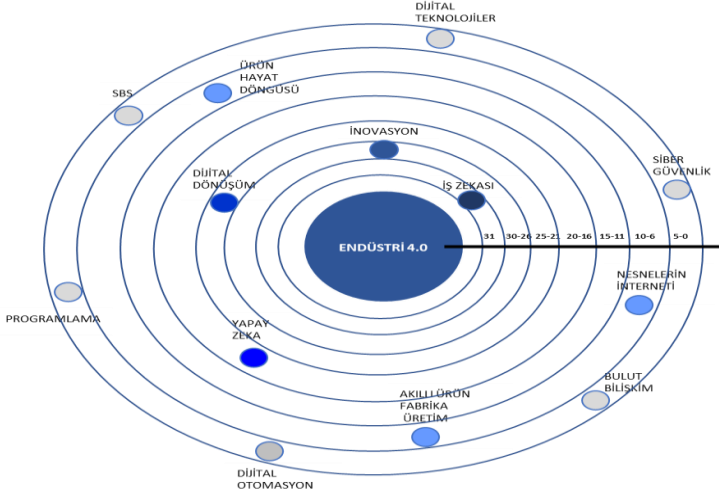 DİJİTAL
TEKNOLOJİLER
ÜRÜN
HAYAT
DÖNGÜSÜ
SBS
İNOVASYON
SİBER
GÜVENLİK
DİJİTAL
DÖNÜŞÜM
İŞ ZEKASI
ENDÜSTRİ 4.0
31 30-26 25-21 20-16 15-11 10-6 5-0
NESNELERİN
İNTERNETİ
PROGRAMLAMA
YAPAY
ZEKA
BULUT
BİLİŞKİM
AKILLI ÜRÜN
FABRİKA
ÜRETİM
DİJİTAL
OTOMASYON